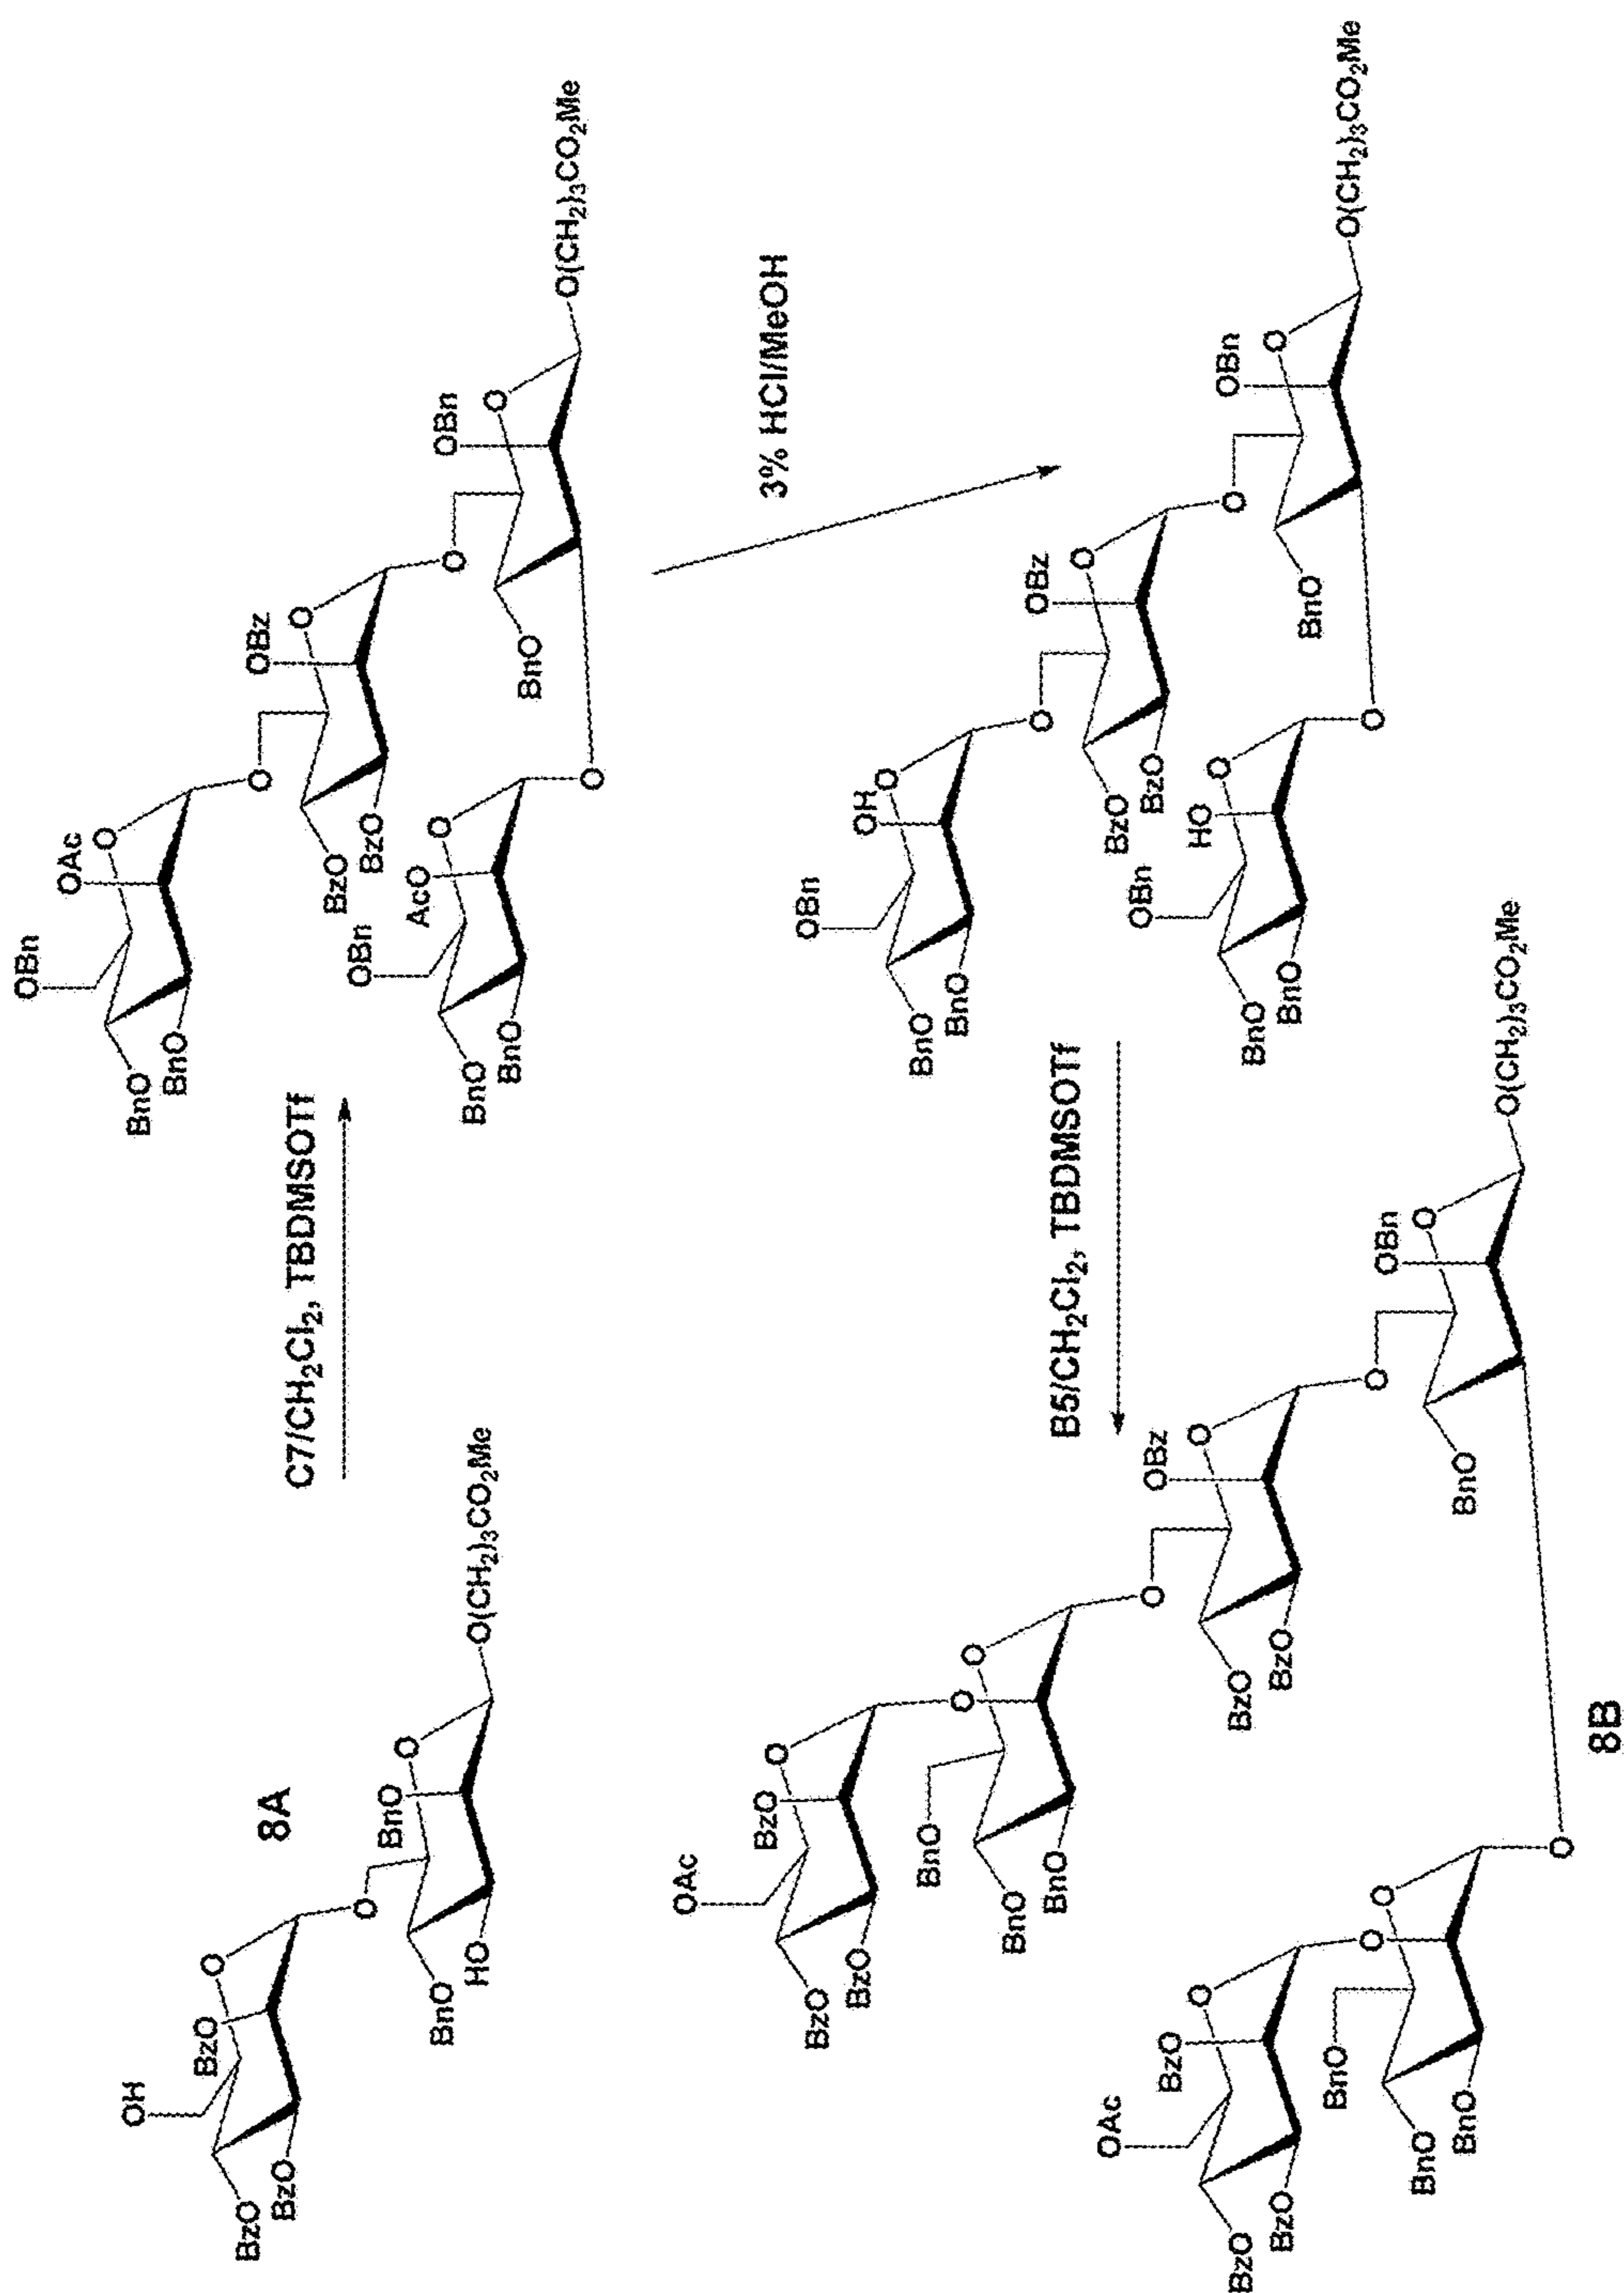 OH
BzO
O
BzO
BzO
O
8A
BnO
O
BnO
HO
O(CH2)3CO2Me
C7/CH2Cl2, TBDMSOTf
OBn
OAc
O
BnO
BnO
O
OBz
O
BzO
BzO
O
OBn
AcO
O
BnO
BnO
O
OBn
O
BnO
O(CH2)3CO2Me
3% HCl/MeOH
OBn
OH
O
BnO
BnO
O
OBz
O
BzO
BzO
O
OBn
HO
O
BnO
BnO
O
OBn
O
BnO
O(CH2)3CO2Me
B5/CH2Cl2, TBDMSOTf
OAc
BzO
O
BzO
BzO
O
BnO
O
BnO
BnO
O
OBz
O
BzO
BzO
O
OBn
O
BnO
O(CH2)3CO2Me
OAc
BzO
O
BzO
BzO
O
BnO
O
BnO
BnO
O
8B